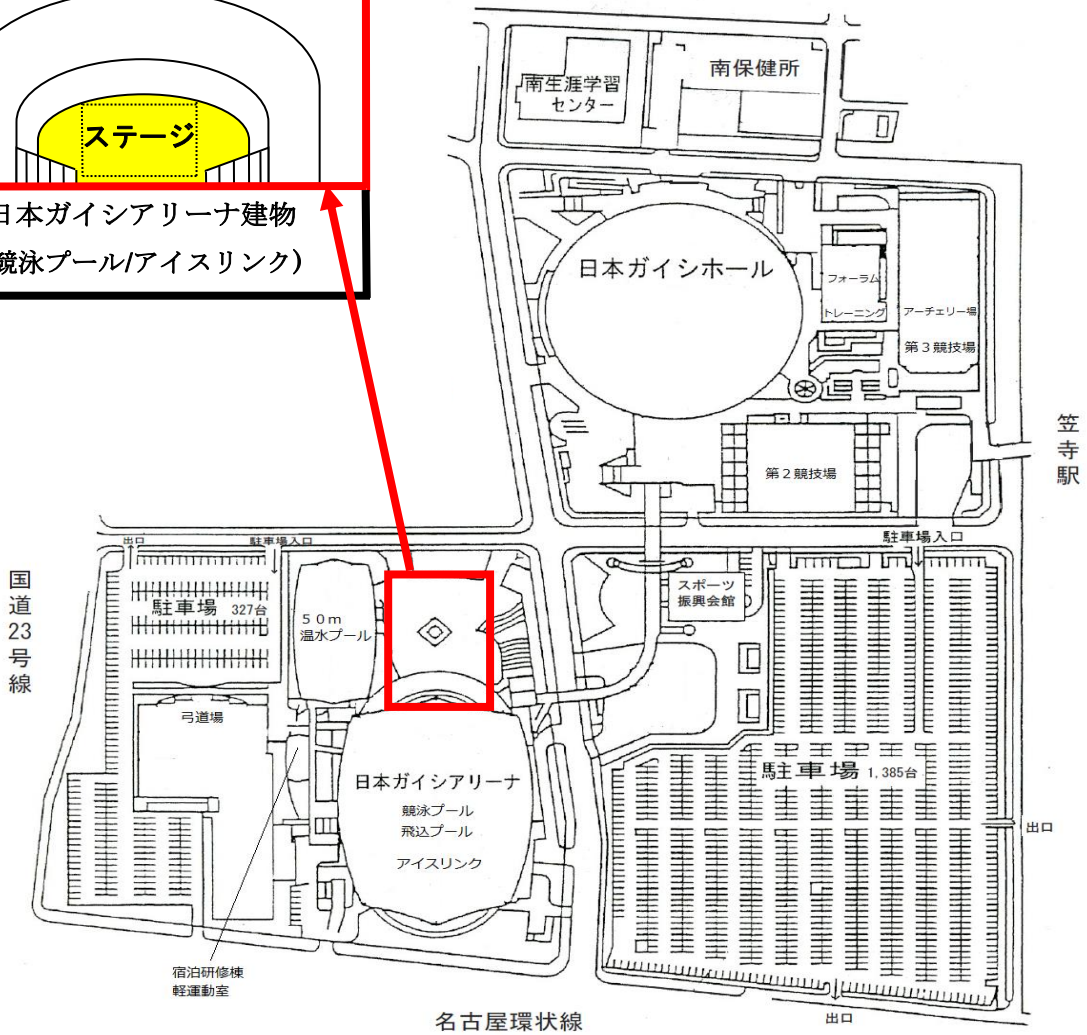 ステージ
日本ガイシアリーナ建物
競泳プール/アイスリンク)
南生涯学習
センター
南保健所
日本ガイシホール
フォーラム
トレーニング
アーチェリー場
第3競技場
第2競技場
笠寺駅
出口
駐車場入口
駐車場入口
国道23号線
駐車場 327台
50m
温水プール
スポーツ
振興会館
弓道場
日本ガイシアリーナ
競泳プール
飛込プール
アイスリンク
駐車場 1,385台
出口
宿泊研修棟
軽運動室
名古屋環状線
出口